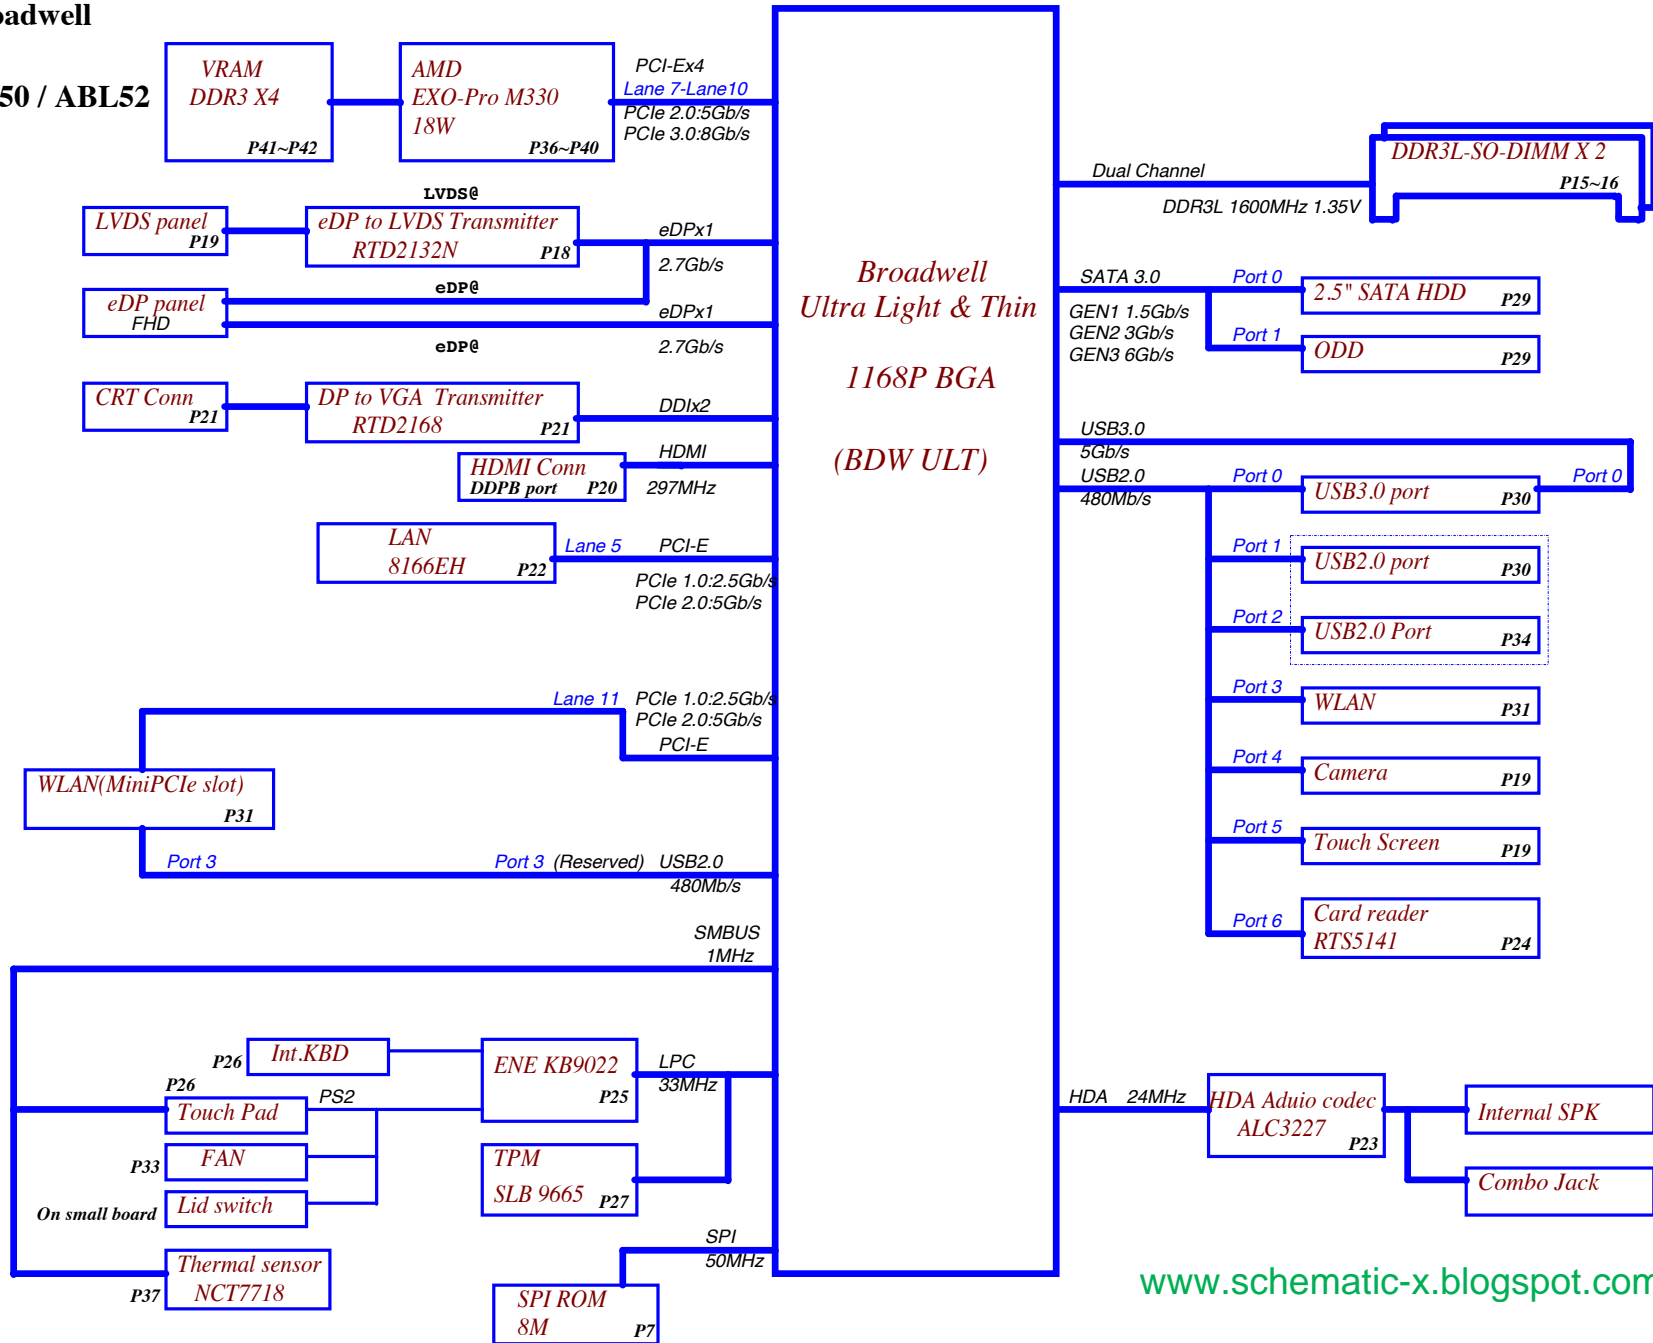 oadwell
50 / ABL52
VRAM
DDR3 X4
P41~P42
AMD
EXO-Pro M330
18W
P36~P40
PCI-Ex4
Lane 7-Lane10
PCIe 2.0:5Gb/s
PCIe 3.0:8Gb/s
LVDS@
LVDS panel
P19
eDP to LVDS Transmitter
RTD2132N
P18
eDPx1
2.7Gb/s
eDP@
eDP panel
FHD
eDPx1
eDP@
2.7Gb/s
CRT Conn
P21
DP to VGA Transmitter
RTD2168
P21
DDIx2
HDMI Conn
DDPB port P20
HDMI
297MHz
LAN
8166EH
P22
Lane 5
PCI-E
PCIe 1.0:2.5Gb/s
PCIe 2.0:5Gb/s
Lane 11
PCIe 1.0:2.5Gb/s
PCIe 2.0:5Gb/s
PCI-E
WLAN(MiniPCIe slot)
P31
Port 3
Port 3 (Reserved) USB2.0
480Mb/s
SMBUS
1MHz
P26
Int.KBD
ENE KB9022
P25
LPC
33MHz
P26
Touch Pad
PS2
P33
FAN
On small board
Lid switch
TPM
SLB 9665
P27
Thermal sensor
NCT7718
P37
SPI
50MHz
SPI ROM
8M
P7
Broadwell
Ultra Light & Thin
1168P BGA
(BDW ULT)
Dual Channel
DDR3L 1600MHz 1.35V
DDR3L-SO-DIMM X 2
P15~16
SATA 3.0
GEN1 1.5Gb/s
GEN2 3Gb/s
GEN3 6Gb/s
Port 0
2.5" SATA HDD
P29
Port 1
ODD
P29
USB3.0
5Gb/s
USB2.0
480Mb/s
Port 0
USB3.0 port
P30
Port 0
Port 1
USB2.0 port
P30
Port 2
USB2.0 Port
P34
Port 3
WLAN
P31
Port 4
Camera
P19
Port 5
Touch Screen
P19
Port 6
Card reader
RTS5141
P24
HDA 24MHz
HDA Aduio codec
ALC3227
P23
Internal SPK
Combo Jack
www.schematic-x.blogspot.com